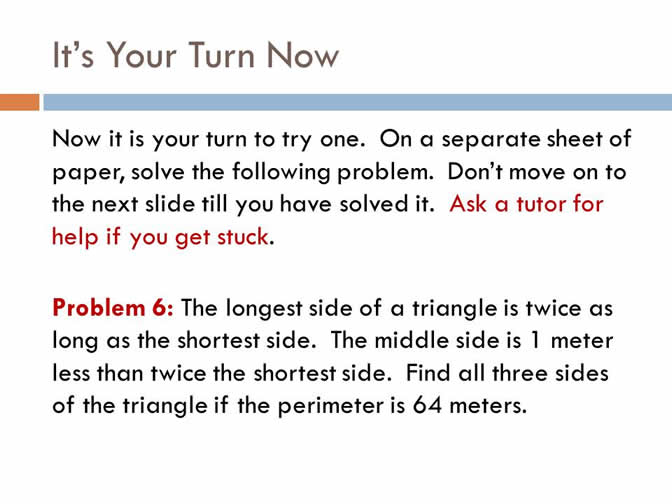 It's Your Turn Now
Now it is your turn to try one. On a separate sheet of
paper, solve the following problem. Don't move on to
the next slide till you have solved it. Ask a tutor for
help if you get stuck.
Problem 6: The longest side of a triangle is twice as
long as the shortest side. The middle side is 1 meter
less than twice the shortest side. Find all three sides
of the triangle if the perimeter is 64 meters.